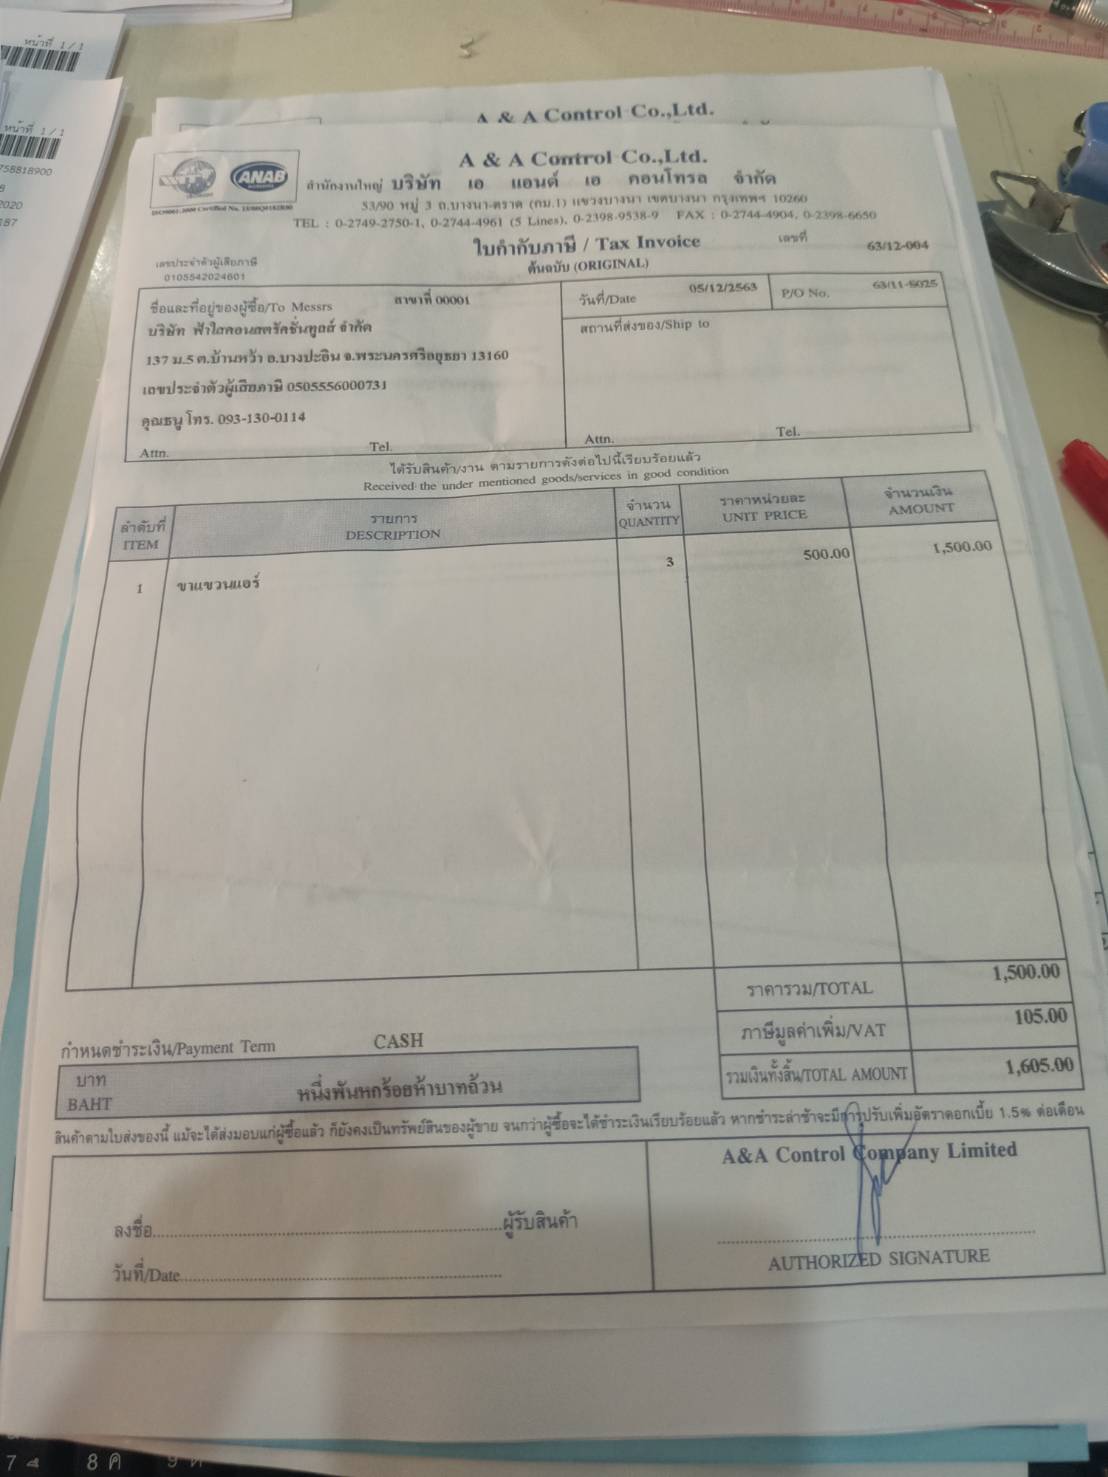 หน้าที่ 1 / 1
หน้าที่ 1 / 1
758818900
2020
187
A & A Control Co.,Ltd.
ANAB
A & A Control Co.,Ltd.
สำนักงานใหญ่ บริษัท เอ แอนด์ เอ คอนโทรล จำกัด
53/90 หมู่ 3 ถ.บางนา-ตราด (กม.1) แขวงบางนา เขตบางนา กรุงเทพฯ 10260
TEL : 0-2749-2750-1, 0-2744-4961 (5 Lines), 0-2398-9538-9 FAX : 0-2744-4904, 0-2398-6650
ใบกำกับภาษี / Tax Invoice
เลขที่ 63/12-004
ต้นฉบับ (ORIGINAL)
เลขประจำตัวผู้เสียภาษี
0105542024601
ชื่อและที่อยู่ของผู้ซื้อ/To Messrs สาขาที่ 00001
บริษัท ฟ้าใสคอนสตรัคชั่นทูลส์ จำกัด
137 ม.5 ต.บ้านหว้า อ.บางปะอิน จ.พระนครศรีอยุธยา 13160
เลขประจำตัวผู้เสียภาษี 0505556000731
คุณธนู โทร. 093-130-0114
Attn. Tel.
วันที่/Date 05/12/2563 P/O No. 63/11-S025
สถานที่ส่งของ/Ship to
Attn. Tel.
ได้รับสินค้า/งาน ตามรายการดังต่อไปนี้เรียบร้อยแล้ว
Received the under mentioned goods/services in good condition
ลำดับที่ รายการ จำนวน ราคาหน่วยละ จำนวนเงิน
ITEM DESCRIPTION QUANTITY UNIT PRICE AMOUNT
1 ขาแขวนแอร์ 3 500.00 1,500.00
ราคารวม/TOTAL 1,500.00
ภาษีมูลค่าเพิ่ม/VAT 105.00
รวมเงินทั้งสิ้น/TOTAL AMOUNT 1,605.00
กำหนดชำระเงิน/Payment Term CASH
บาท
BAHT
หนึ่งพันหกร้อยห้าบาทถ้วน
สินค้าตามใบส่งของนี้ แม้จะได้ส่งมอบแก่ผู้ซื้อแล้ว ก็ยังคงเป็นทรัพย์สินของผู้ขาย จนกว่าผู้ซื้อจะได้ชำระเงินเรียบร้อยแล้ว หากชำระล่าช้าจะมีการปรับเพิ่มอัตราดอกเบี้ย 1.5% ต่อเดือน
ลงชื่อ ผู้รับสินค้า
วันที่/Date
A&A Control Company Limited
AUTHORIZED SIGNATURE